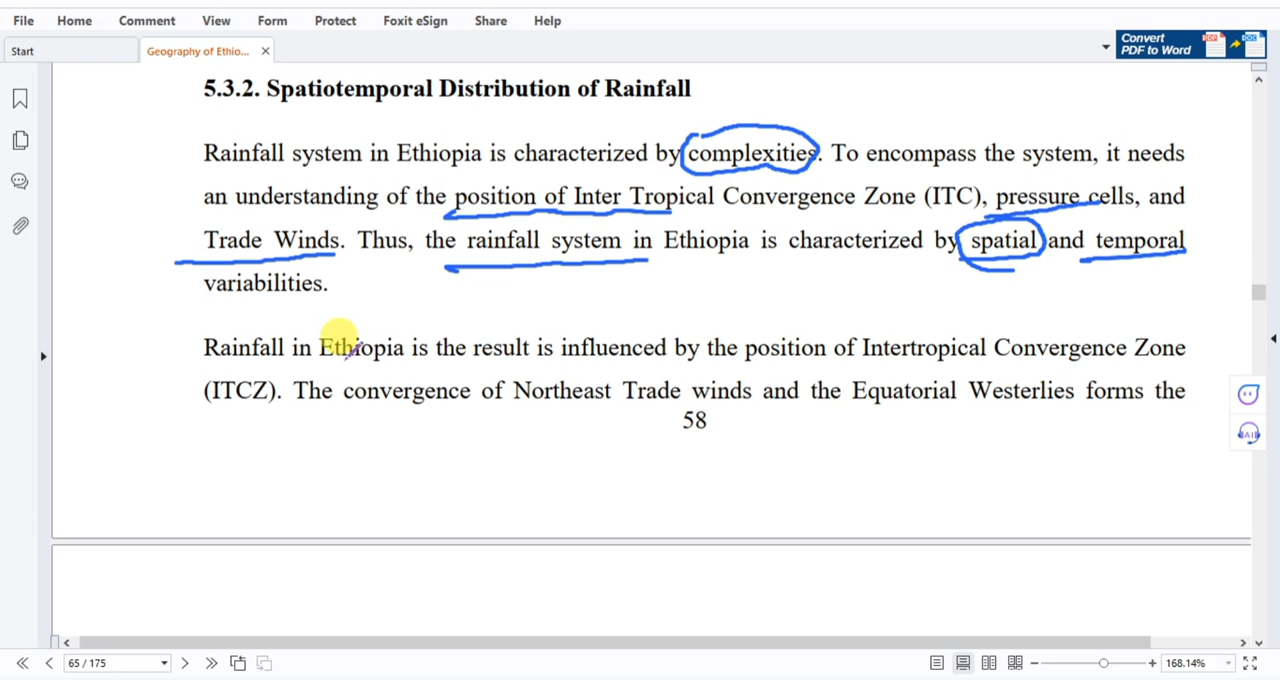 File Home Comment View Form Protect Foxit eSign Share Help
Start Geography of Ethio...
Convert
PDF to Word
5.3.2. Spatiotemporal Distribution of Rainfall
Rainfall system in Ethiopia is characterized by complexities. To encompass the system, it needs
an understanding of the position of Inter Tropical Convergence Zone (ITC), pressure cells, and
Trade Winds. Thus, the rainfall system in Ethiopia is characterized by spatial and temporal
variabilities.
Rainfall in Ethiopia is the result is influenced by the position of Intertropical Convergence Zone
(ITCZ). The convergence of Northeast Trade winds and the Equatorial Westerlies forms the
58
65 / 175 168.14%